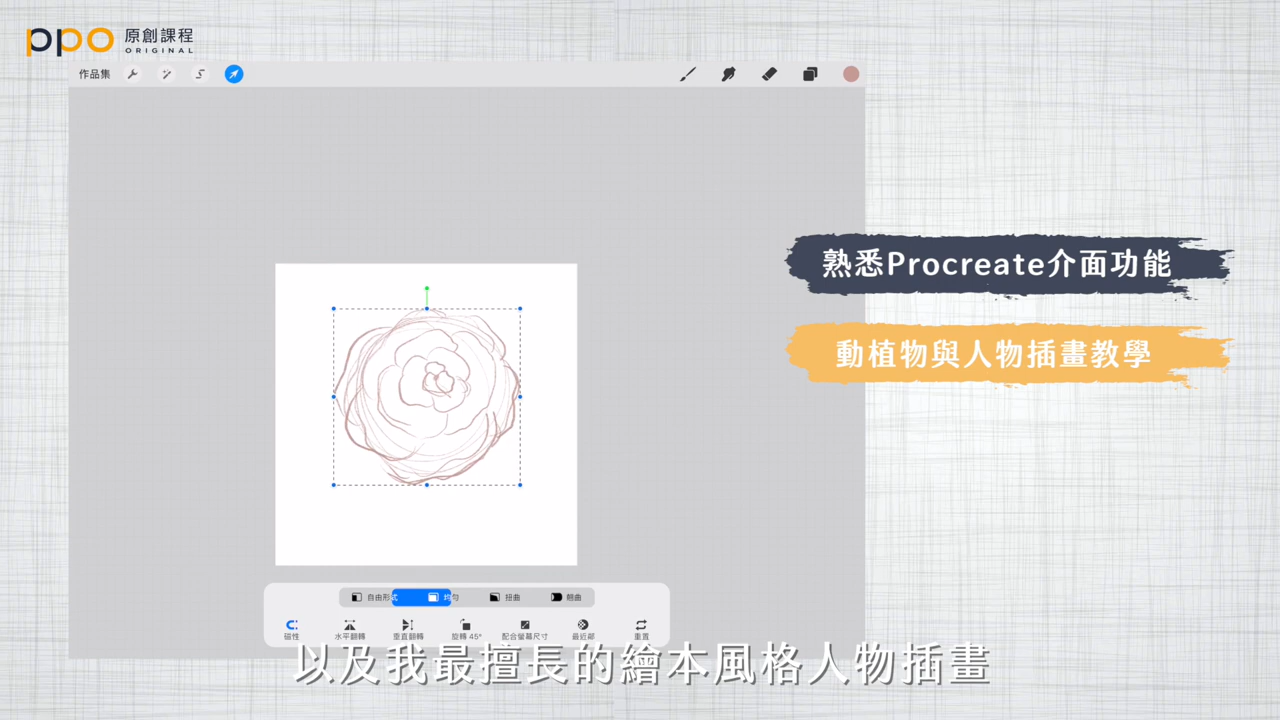 ppo 原創課程
ORIGINAL
作品集
熟悉Procreate介面功能
動植物與人物插畫教學
自由形式 均勻 扭曲 翹曲
磁性 水平翻轉 垂直翻轉 旋轉 45° 配合螢幕尺寸 最近鄰 重置
以及我最擅長的繪本風格人物插畫